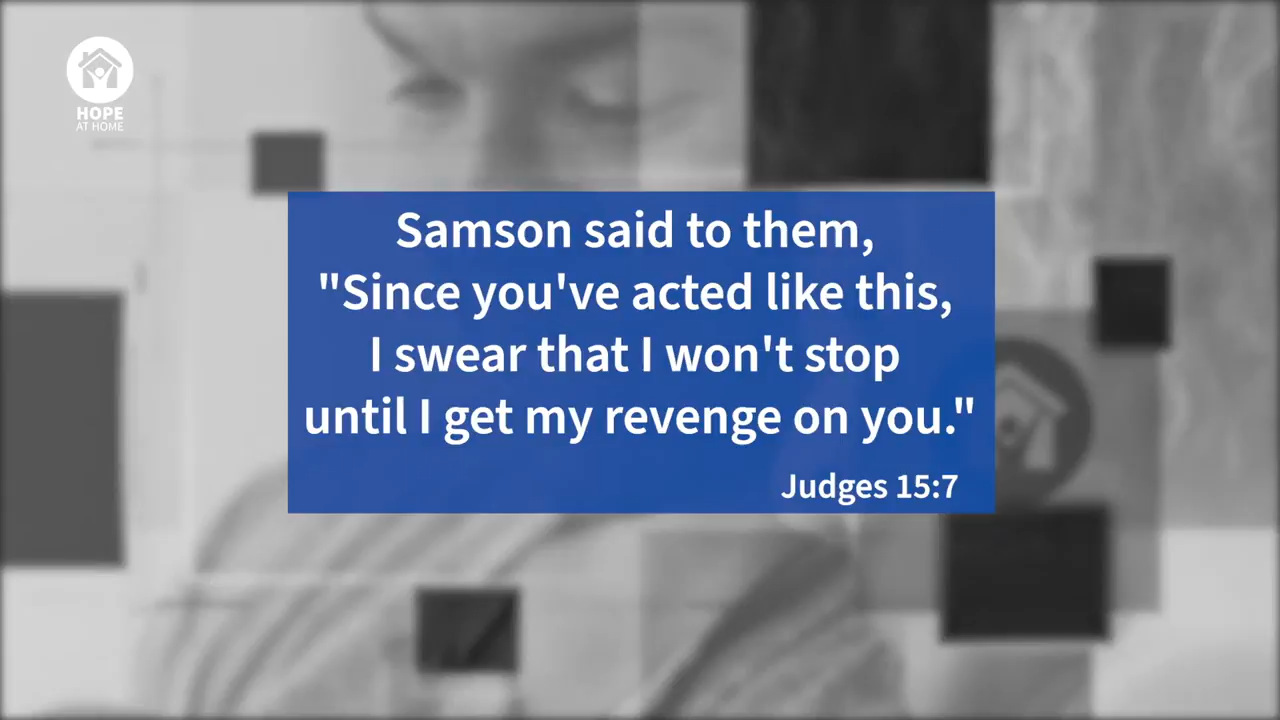 HOPE
AT HOME
Samson said to them,
"Since you've acted like this,
I swear that I won't stop
until I get my revenge on you."
Judges 15:7